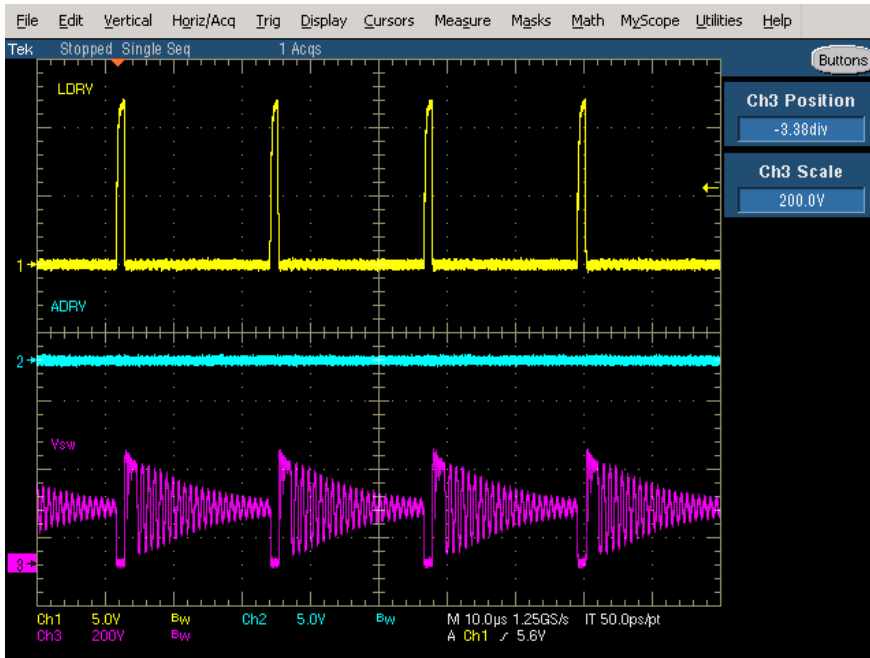 File Edit Vertical Horiz/Acq Trig Display Cursors Measure Masks Math MyScope Utilities Help
Tek Stopped Single Seq 1 Acqs
Buttons
LDRV
Ch3 Position
-3.38div
Ch3 Scale
200.0V
1
ADRV
2
Vsw
3
Ch1 5.0V Bw Ch2 5.0V Bw M 10.0µs 1.25GS/s IT 50.0ps/pt
Ch3 200V Bw A Ch1 / 5.6V